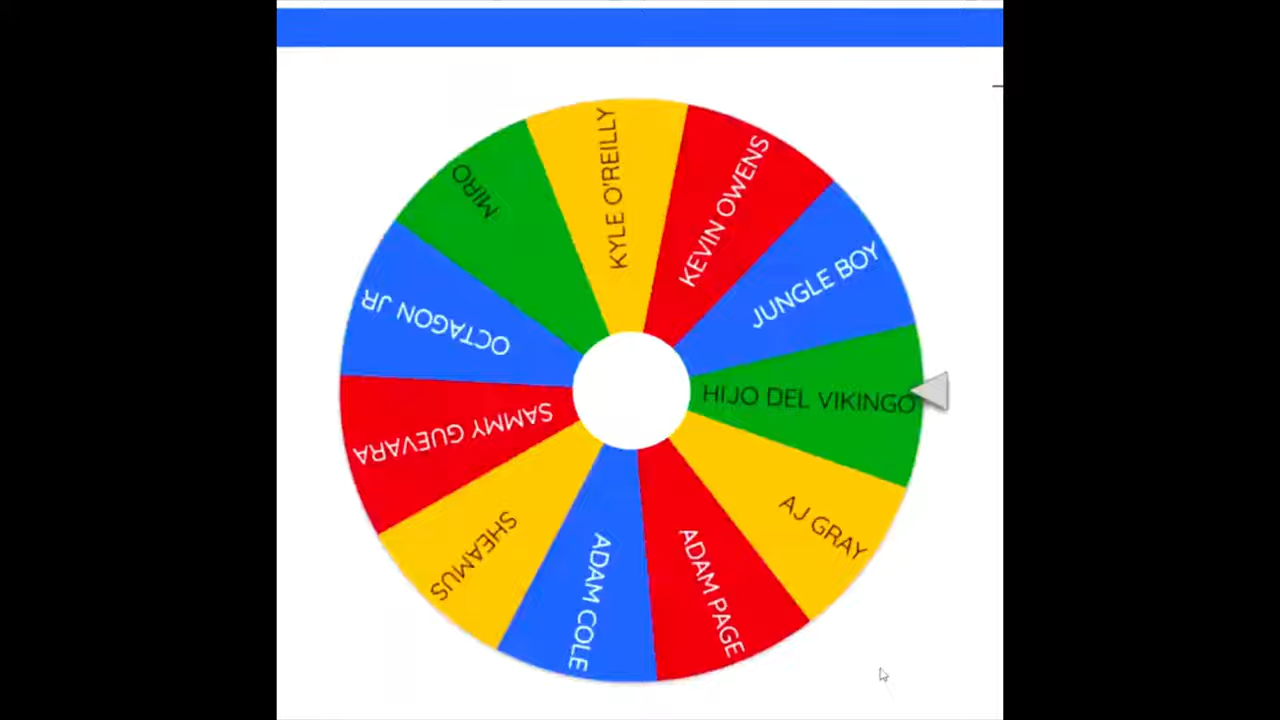 KYLE O'REILLY
KEVIN OWENS
JUNGLE BOY
HIJO DEL VIKINGO
AJ GRAY
ADAM PAGE
ADAM COLE
SHEAMUS
SAMMY GUEVARA
OCTAGON JR
MIRO